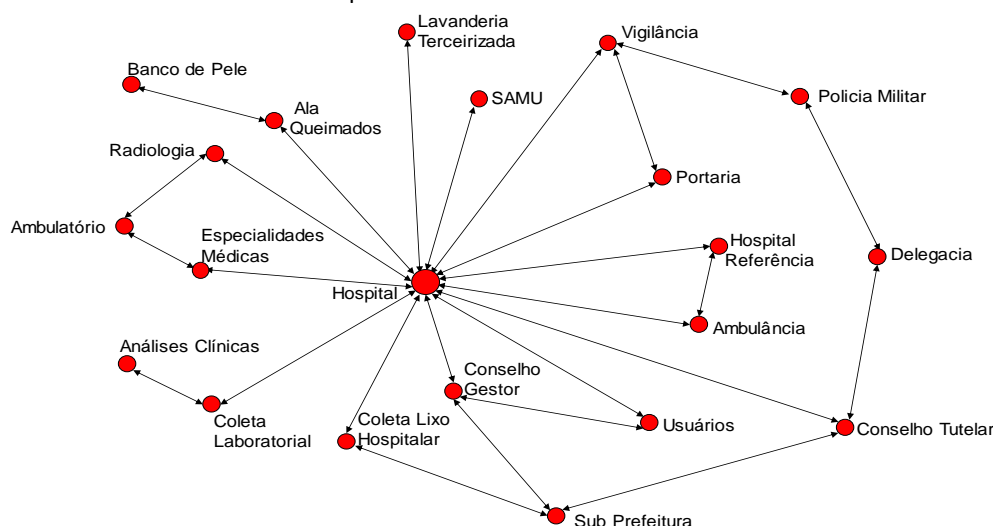 Lavanderia
Terceirizada
Vigilância
Banco de Pele
SAMU
Policia Militar
Ala
Queimados
Radiologia
Portaria
Ambulatório
Especialidades
Médicas
Hospital
Referência
Delegacia
Hospital
Ambulância
Análises Clínicas
Conselho
Gestor
Coleta
Laboratorial
Coleta Lixo
Hospitalar
Usuários
Conselho Tutelar
Sub Prefeitura